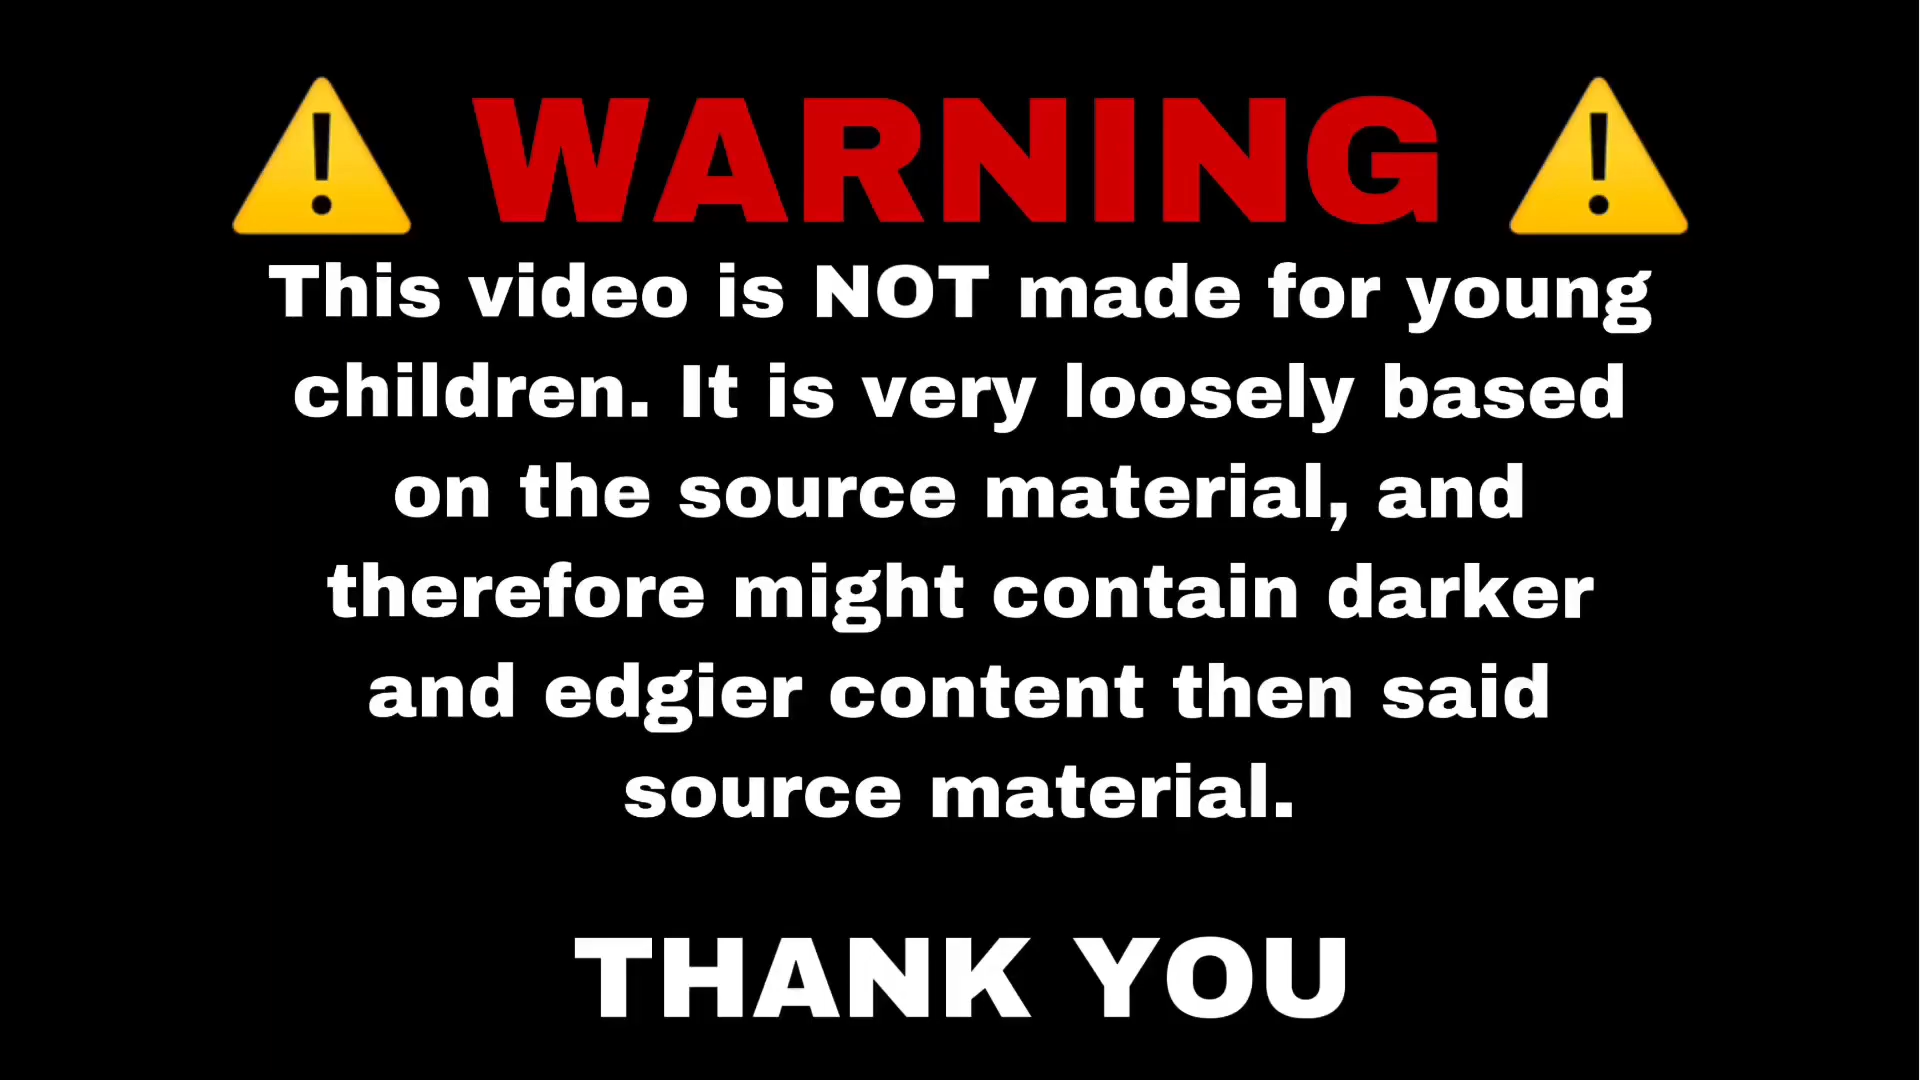 ⚠️ WARNING ⚠️
This video is NOT made for young
children. It is very loosely based
on the source material, and
therefore might contain darker
and edgier content then said
source material.
THANK YOU